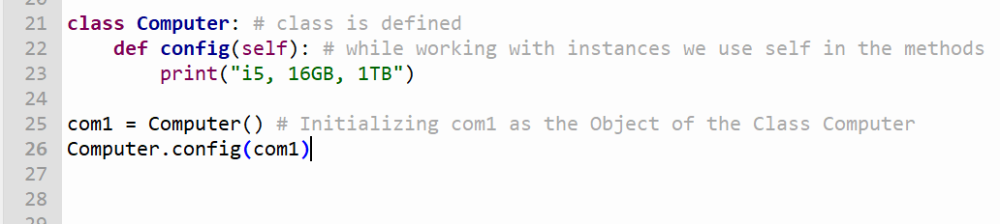 21 class Computer: # class is defined
22     def config(self): # while working with instances we use self in the methods
23         print("i5, 16GB, 1TB")
24
25 com1 = Computer() # Initializing com1 as the Object of the Class Computer
26 Computer.config(com1)
27
28